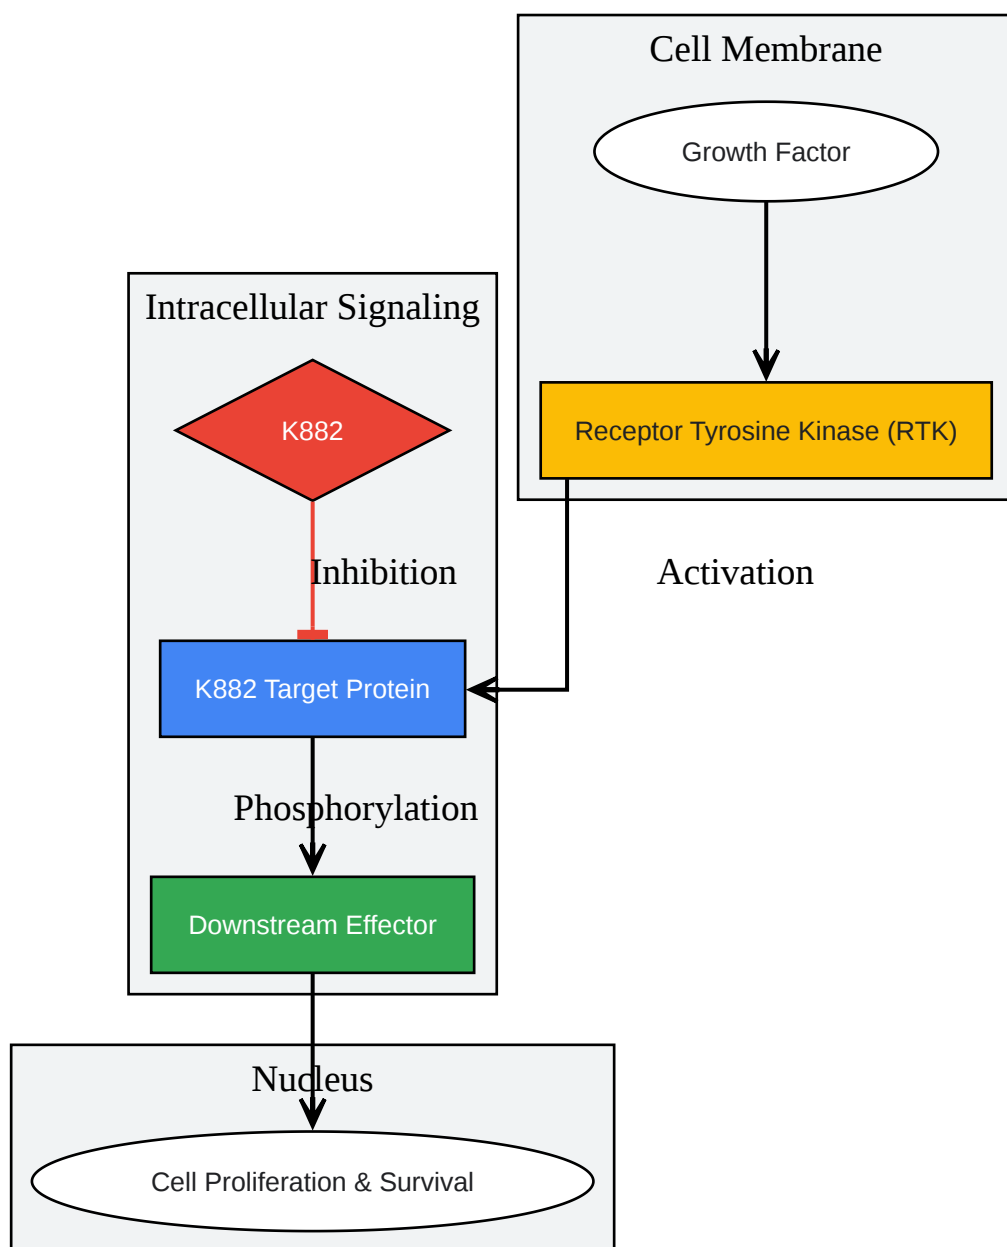 Cell Membrane
Growth Factor
Receptor Tyrosine Kinase (RTK)
Intracellular Signaling
K882
Inhibition
Activation
K882 Target Protein
Phosphorylation
Downstream Effector
Nucleus
Cell Proliferation & Survival